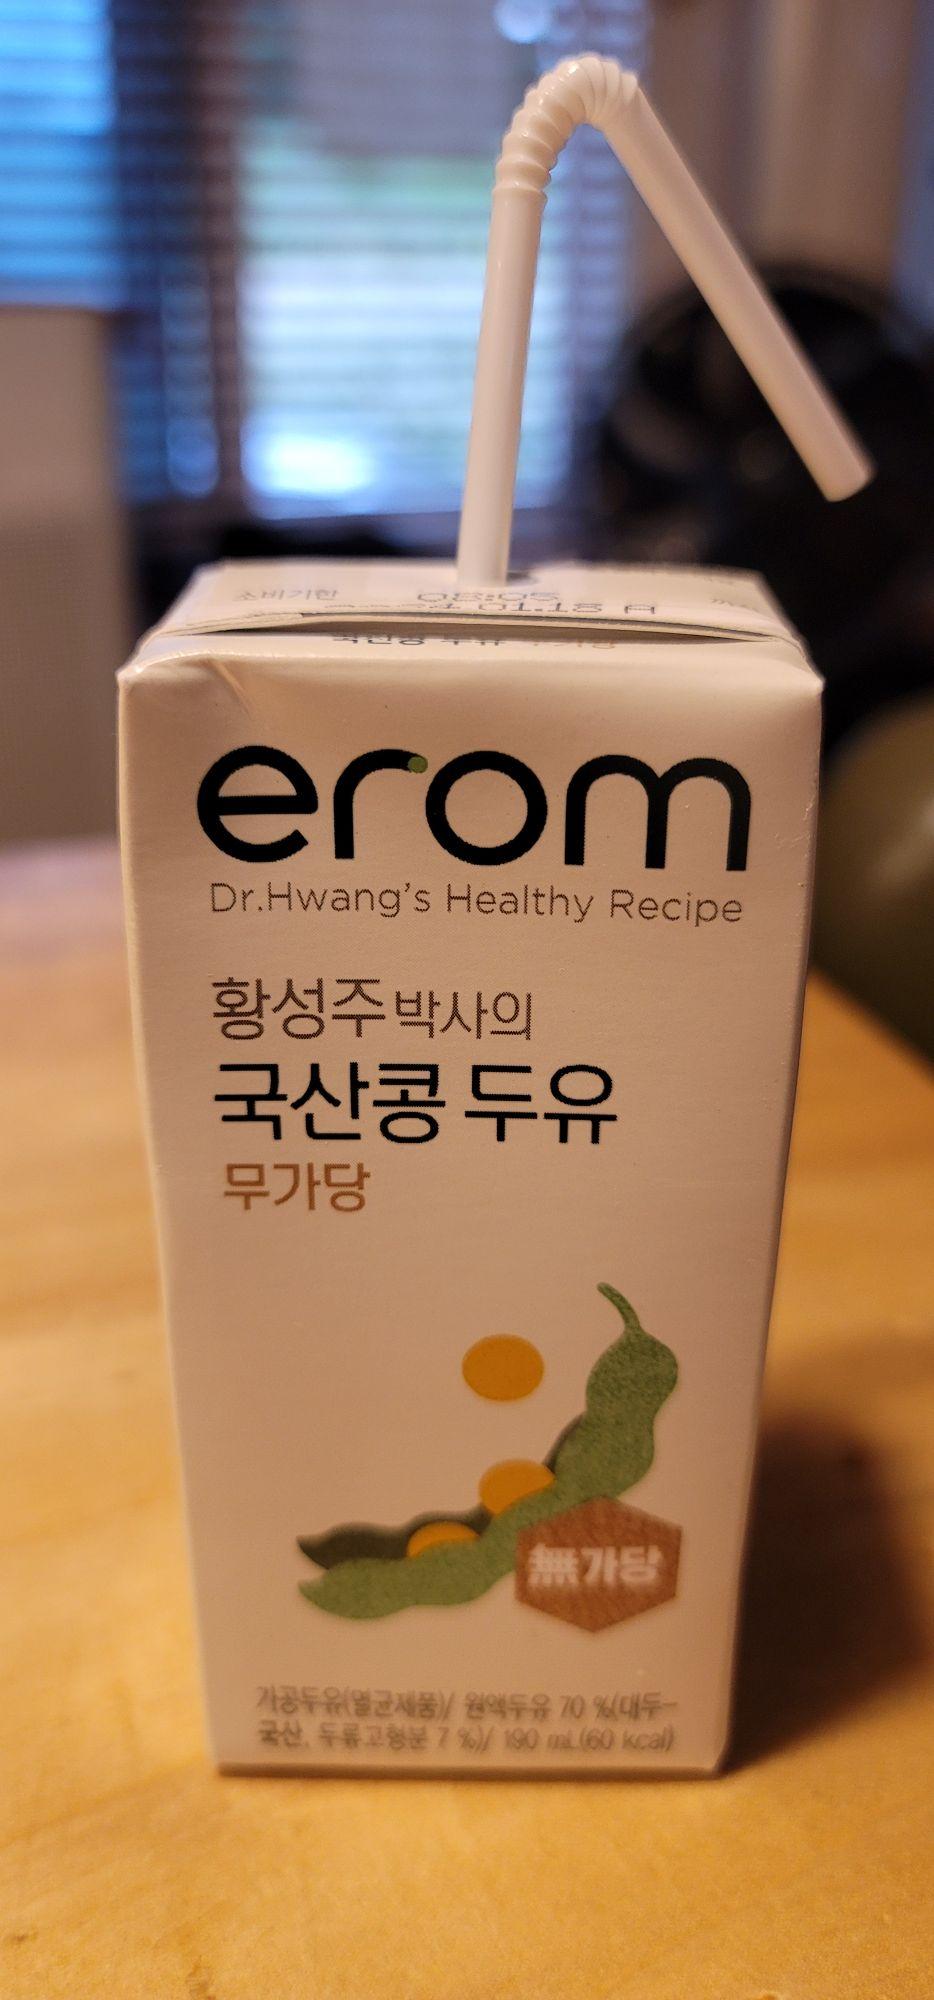 소비기한
erom
Dr.Hwang's Healthy Recipe
황성주 박사의
국산콩 두유
무가당
無가당
가공두유(멸균제품)/ 원액두유 70 %(대두-
국산, 두류고형분 7 %)/ 190 mL(60 kcal)